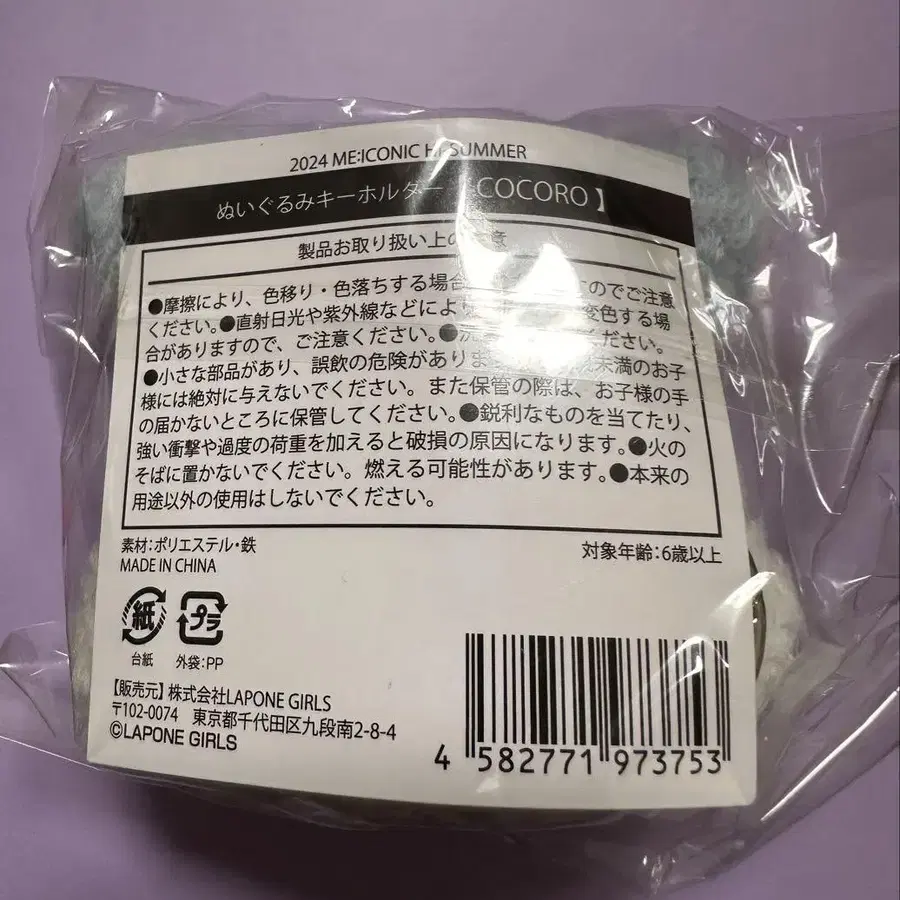 2024 ME:ICONIC HI SUMMER
ぬいぐるみキーホルダー COCORO】
製品お取り扱い上の 意
●摩擦により、色移り・色落ちする場合 すのでご注意
ください。●直射日光や紫外線などにより 変色する場
合がありますので、ご注意ください。● ください。
●小さな部品があり、誤飲の危険がありま 未満のお子
様には絶対に与えないでください。また保管の際は、お子様の手
の届かないところに保管してください。●鋭利なものを当てたり、
強い衝撃や過度の荷重を加えると破損の原因になります。●火の
そばに置かないでください。燃える可能性があります。●本来の
用途以外の使用はしないでください。
素材:ポリエステル・鉄
対象年齢:6歳以上
MADE IN CHINA
紙 プラ
台紙 外袋:PP
【販売元】株式会社LAPONE GIRLS
〒102-0074 東京都千代田区九段南2-8-4
©LAPONE GIRLS
4 582771 973753